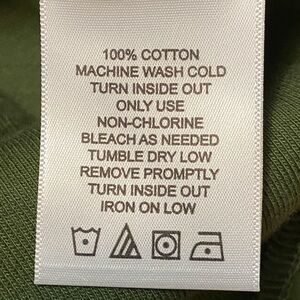 100% COTTON
MACHINE WASH COLD
TURN INSIDE OUT
ONLY USE
NON-CHLORINE
BLEACH AS NEEDED
TUMBLE DRY LOW
REMOVE PROMPTLY
TURN INSIDE OUT
IRON ON LOW